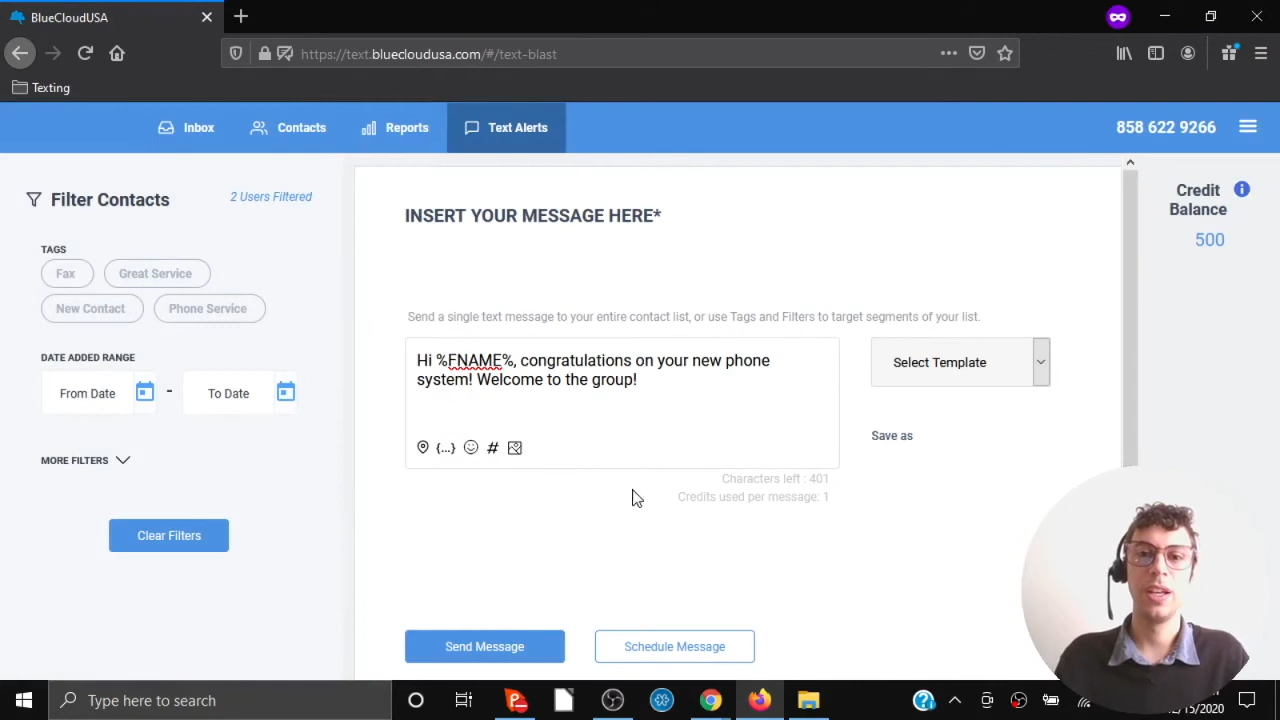 BlueCloudUSA
https://text.bluecloudusa.com/#/text-blast
Texting
Inbox
Contacts
Reports
Text Alerts
858 622 9266
Filter Contacts
2 Users Filtered
TAGS
Fax
Great Service
New Contact
Phone Service
DATE ADDED RANGE
From Date
-
To Date
MORE FILTERS
Clear Filters
INSERT YOUR MESSAGE HERE*
Send a single text message to your entire contact list, or use Tags and Filters to target segments of your list.
Hi %FNAME%, congratulations on your new phone
system! Welcome to the group!
{...}
#
Characters left : 401
Credits used per message: 1
Select Template
Save as
Send Message
Schedule Message
Credit
Balance
500
Type here to search